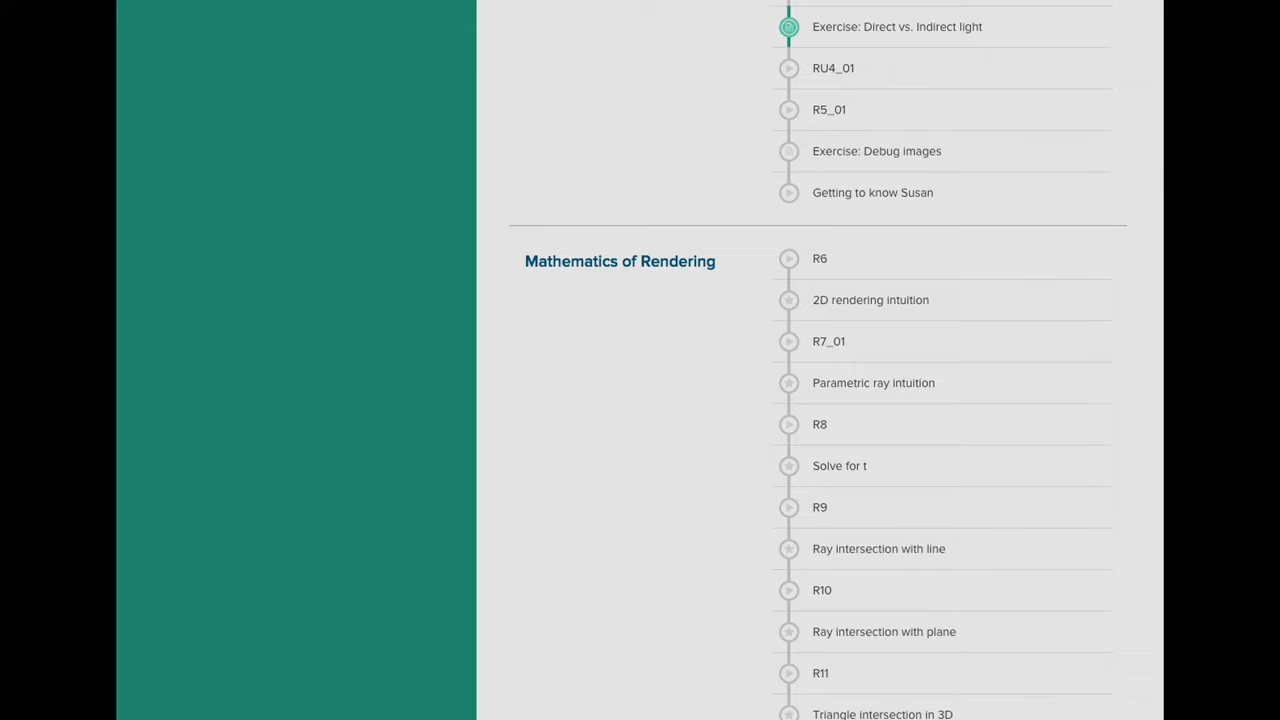 Exercise: Direct vs. Indirect light
RU4_01
R5_01
Exercise: Debug images
Getting to know Susan
Mathematics of Rendering
R6
2D rendering intuition
R7_01
Parametric ray intuition
R8
Solve for t
R9
Ray intersection with line
R10
Ray intersection with plane
R11
Triangle intersection in 3D